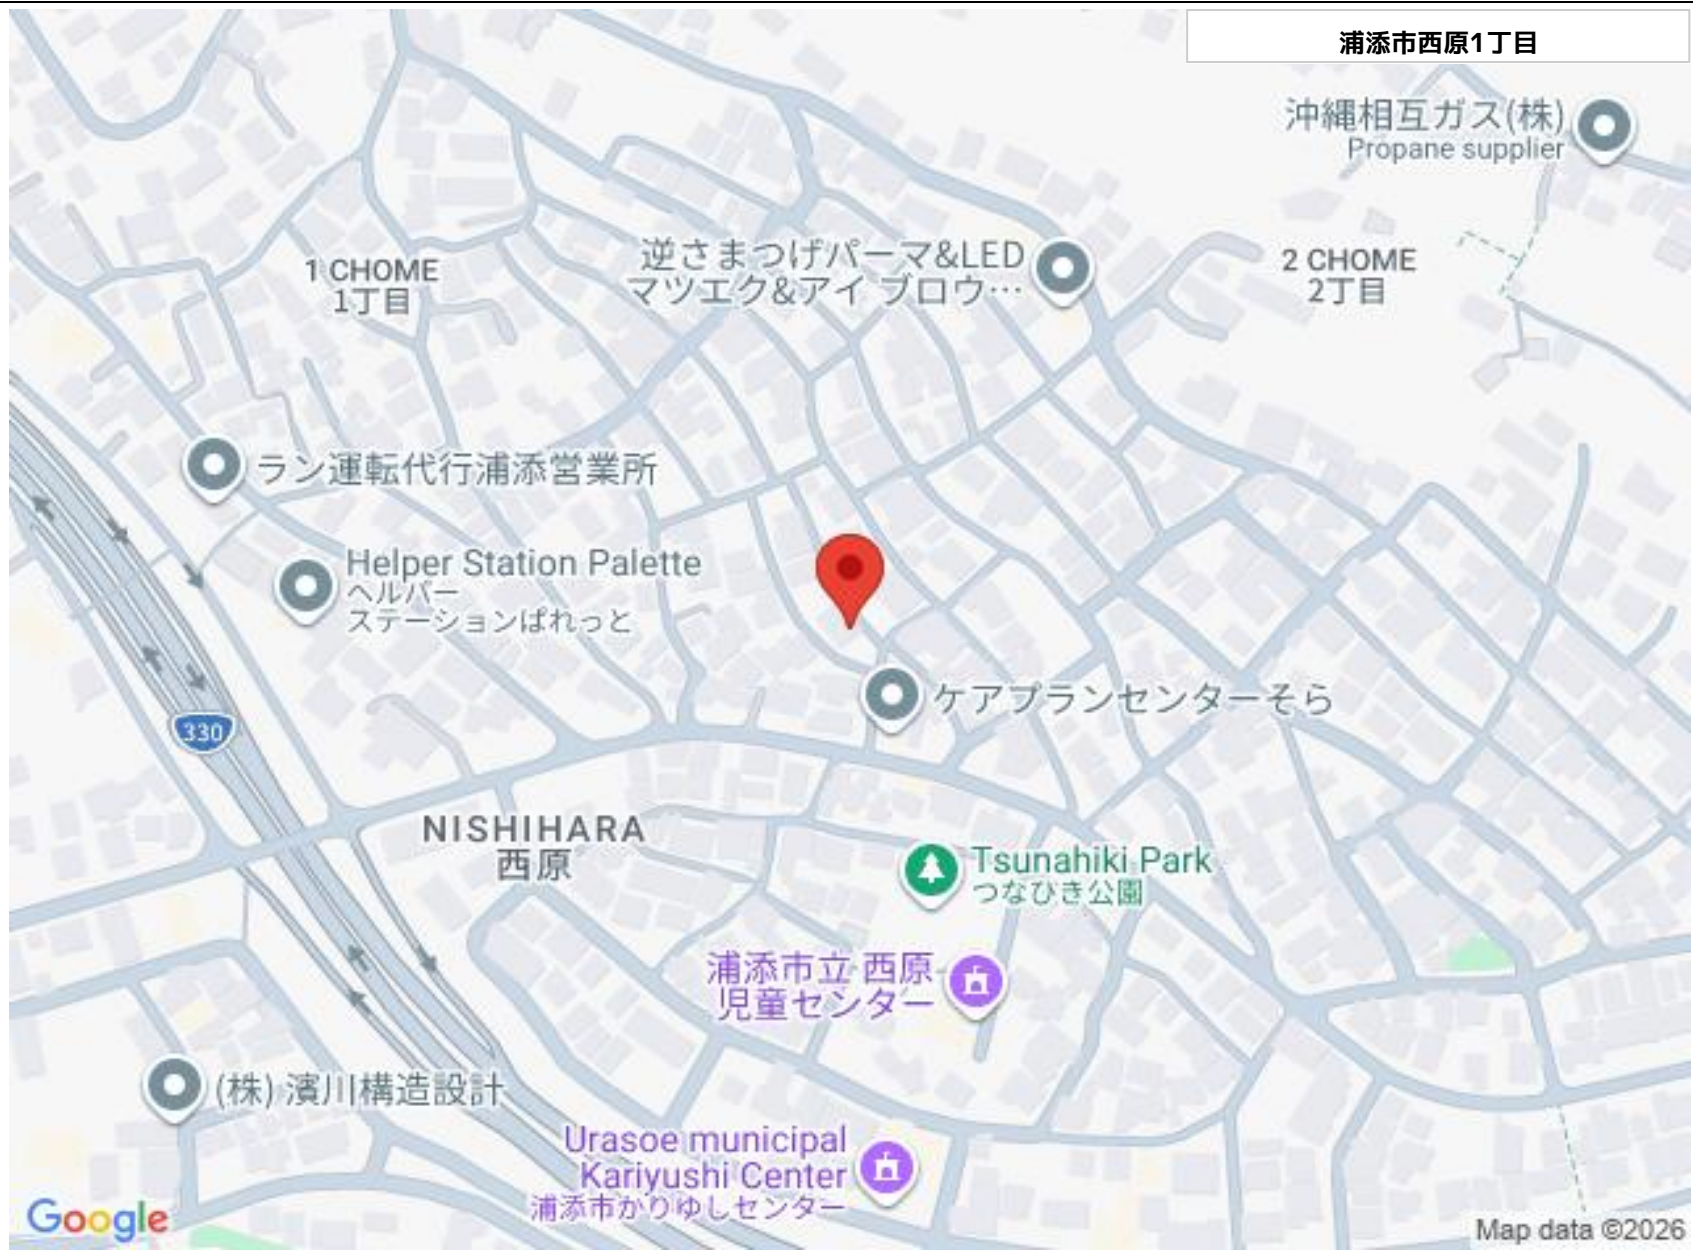 浦添市西原1丁目
沖縄相互ガス(株)
Propane supplier
逆さまつげパーマ&LED
マツエク&アイ ブロウ…
1 CHOME
1丁目
2 CHOME
2丁目
ラン運転代行浦添営業所
Helper Station Palette
ヘルパー
ステーションぱれっと
ケアプランセンターそら
330
NISHIHARA
西原
Tsunahiki Park
つなひき公園
浦添市立 西原
児童センター
(株) 濱川構造設計
Urasoe municipal
Kariyushi Center
浦添市かりゆしセンター
Google
Map data ©2026